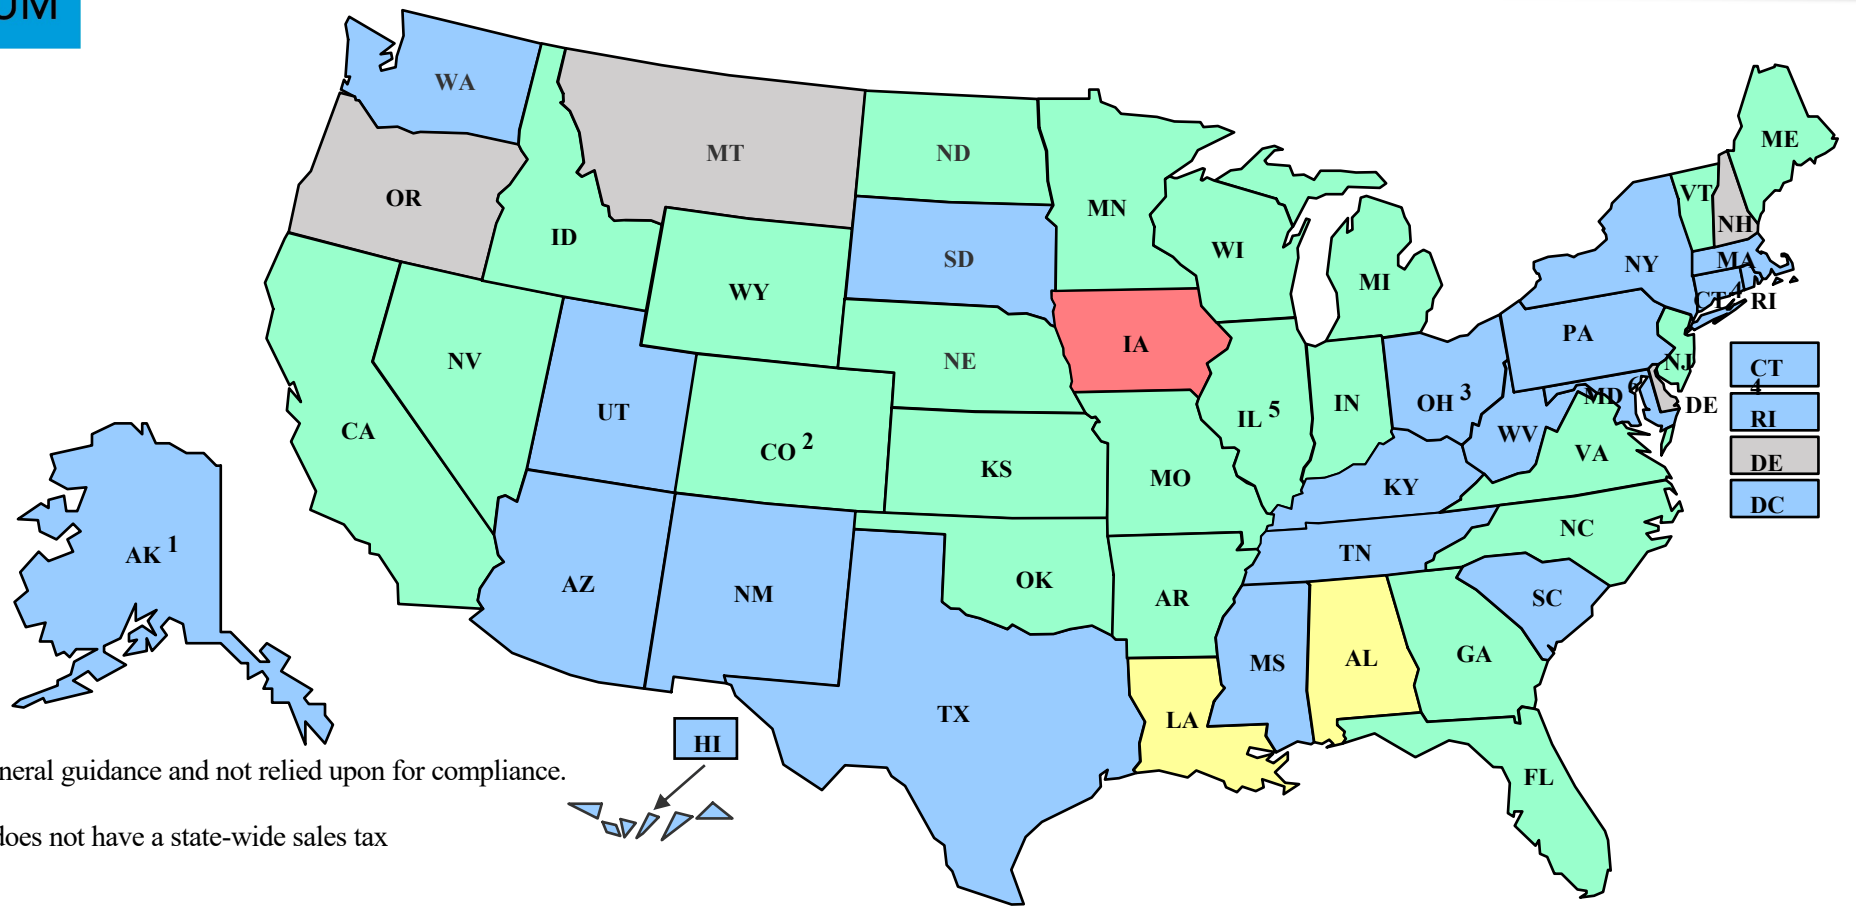 UM
WA
MT
ND
MN
ME
VT
NH
OR
ID
SD
WI
MI
NY
MA
CT 4
RI
WY
IA
PA
NJ
NV
NE
UT
CO 2
KS
IL 5
IN
OH 3
MD 6
DE
WV
VA
CA
MO
KY
CT
4
RI
DE
DC
AK 1
AZ
NM
OK
AR
TN
NC
SC
TX
LA
MS
AL
GA
HI
FL
neral guidance and not relied upon for compliance.
does not have a state-wide sales tax